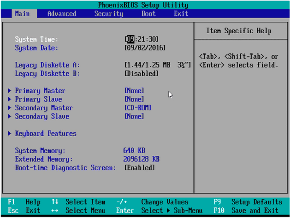 PhoenixBIOS Setup Utility
Main Advanced Security Boot Exit
Item Specific Help
System Time: :21:30]
System Date: [09/02/2016]
<Tab>, <Shift-Tab>, or
<Enter> selects field.
Legacy Diskette A: [1.44/1.25 MB 3½"]
Legacy Diskette B: [Disabled]
Primary Master [None]
Primary Slave [None]
Secondary Master [CD-ROM]
Secondary Slave [None]
Keyboard Features
System Memory: 640 KB
Extended Memory: 2096128 KB
Boot-time Diagnostic Screen: [Enabled]
F1 Help ↑↓ Select Item -/+ Change Values F9 Setup Defaults
Esc Exit ↔ Select Menu Enter Select ▶ Sub-Menu F10 Save and Exit